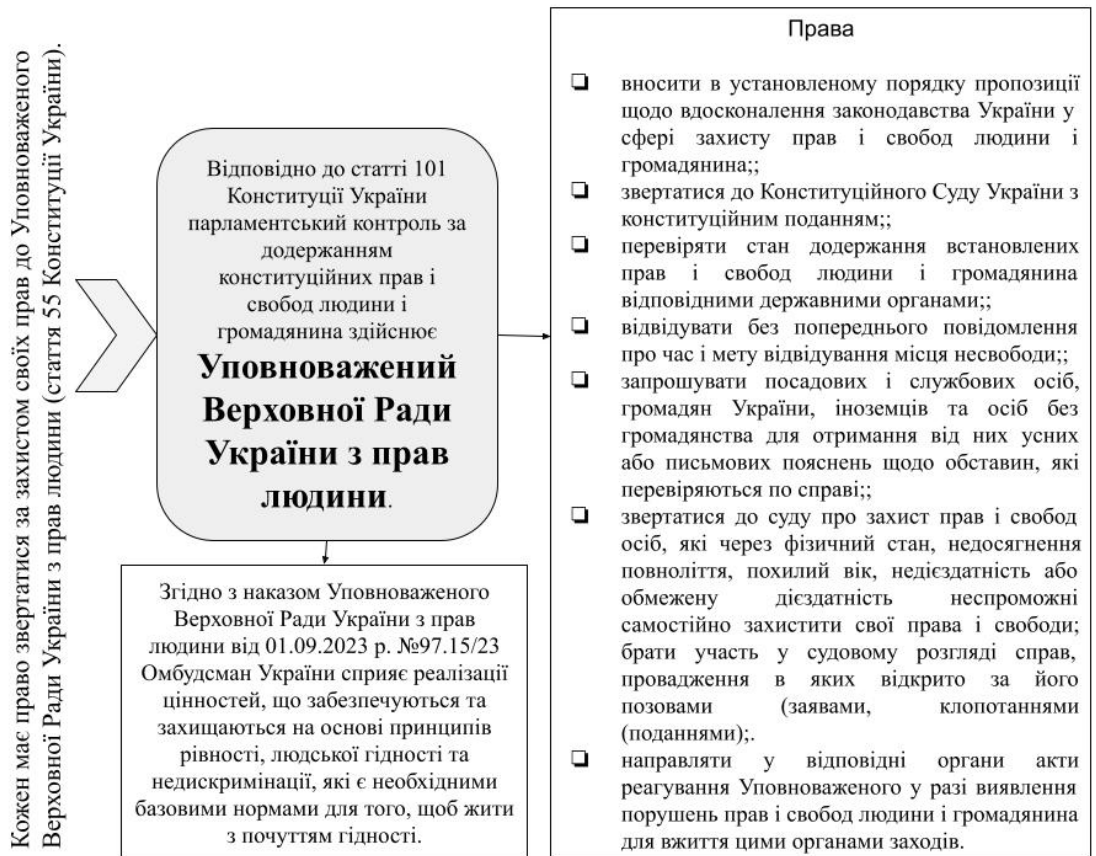 Кожен має право звертатися за захистом своїх прав до Уповноваженого
Верховної Ради України з прав людини (стаття 55 Конституції України).
Відповідно до статті 101
Конституції України
парламентський контроль за
додержанням
конституційних прав і
свобод людини і
громадянина здійснює
Уповноважений
Верховної Ради
України з прав
людини.
Згідно з наказом Уповноваженого
Верховної Ради України з прав
людини від 01.09.2023 р. №97.15/23
Омбудсман України сприяє реалізації
цінностей, що забезпечуються та
захищаються на основі принципів
рівності, людської гідності та
недискримінації, які є необхідними
базовими нормами для того, щоб жити
з почуттям гідності.
Права
❏ вносити в установленому порядку пропозиції
щодо вдосконалення законодавства України у
сфері захисту прав і свобод людини і
громадянина;;
❏ звертатися до Конституційного Суду України з
конституційним поданням;;
❏ перевіряти стан додержання встановлених
прав і свобод людини і громадянина
відповідними державними органами;;
❏ відвідувати без попереднього повідомлення
про час і мету відвідування місця несвободи;;
❏ запрошувати посадових і службових осіб,
громадян України, іноземців та осіб без
громадянства для отримання від них усних
або письмових пояснень щодо обставин, які
перевіряються по справі;;
❏ звертатися до суду про захист прав і свобод
осіб, які через фізичний стан, недосягнення
повноліття, похилий вік, недієздатність або
обмежену дієздатність неспроможні
самостійно захистити свої права і свободи;
брати участь у судовому розгляді справ,
провадження в яких відкрито за його
позовами (заявами, клопотаннями
(поданнями);.
❏ направляти у відповідні органи акти
реагування Уповноваженого у разі виявлення
порушень прав і свобод людини і громадянина
для вжиття цими органами заходів.